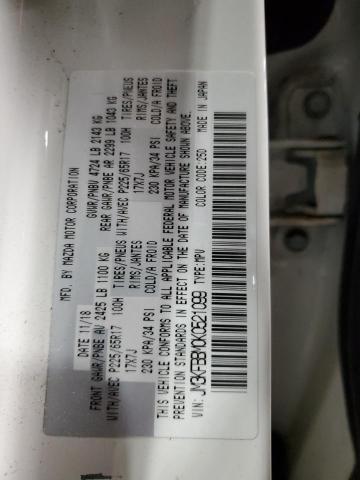 MFD. BY MAZDA MOTOR CORPORATION
DATE: 11/18 GVWR/PNBV 4724 LB 2143 KG
FRONT GAWR/PNBE AV 2425 LB 1100 KG REAR GAWR/PNBE AR 2299 LB 1043 KG
WITH/AVEC P225/65R17 100H TIRES/PNEUS WITH/AVEC P225/65R17 100H TIRES/PNEUS
17X7J RIMS/JANTES 17X7J RIMS/JANTES
230 KPA/34 PSI COLD/A FROID 230 KPA/34 PSI COLD/A FROID
THIS VEHICLE CONFORMS TO ALL APPLICABLE FEDERAL MOTOR VEHICLE SAFETY AND THEFT
PREVENTION STANDARDS IN EFFECT ON THE DATE OF MANUFACTURE SHOWN ABOVE.
VIN: JM3KFBBM0K0521099 TYPE: MPV COLOR CODE: 25D